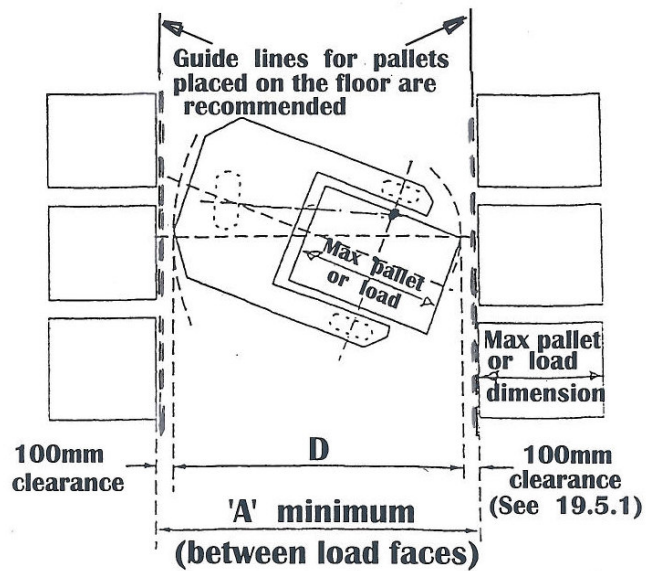 Guide lines for pallets
placed on the floor are
recommended
Max pallet
or load
Max pallet
or load
dimension
100mm
clearance
D
100mm
clearance
(See 19.5.1)
'A' minimum
(between load faces)